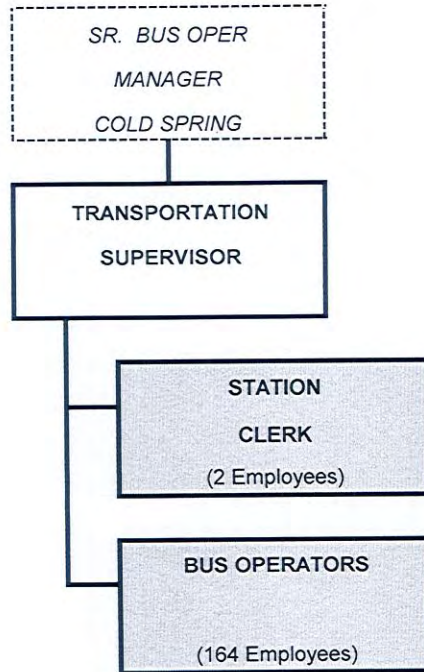 SR. BUS OPER
MANAGER
COLD SPRING
TRANSPORTATION
SUPERVISOR
STATION
CLERK
(2 Employees)
BUS OPERATORS
(164 Employees)